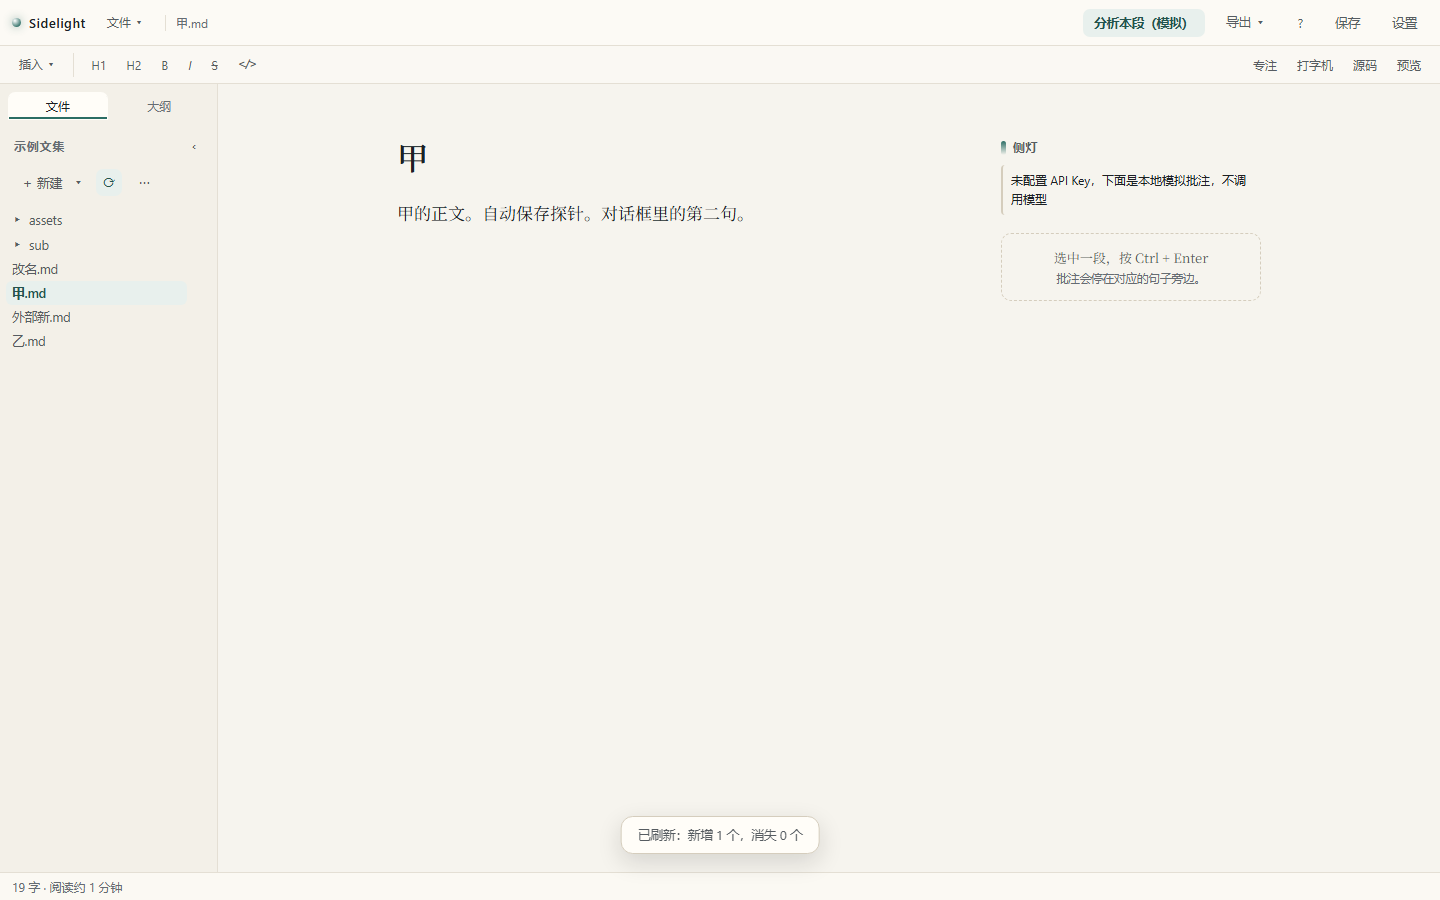 Sidelight 文件 甲.md 分析本段（模拟） 导出 ? 保存 设置
插入 H1 H2 B I S </> 专注 打字机 源码 预览
文件 大纲
示例文集
+ 新建 ···
assets
sub
改名.md
甲.md
外部新.md
乙.md
甲
甲的正文。自动保存探针。对话框里的第二句。
侧灯
未配置 API Key，下面是本地模拟批注，不调
用模型
选中一段，按 Ctrl + Enter
批注会停在对应的句子旁边。
已刷新：新增 1 个，消失 0 个
19 字 · 阅读约 1 分钟